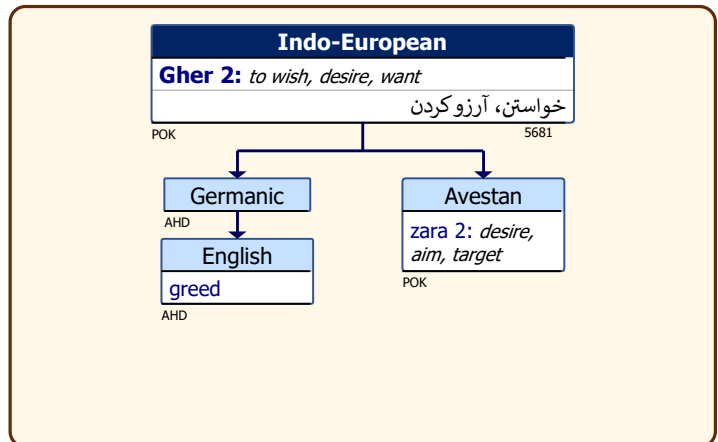 Indo-European
Gher 2: to wish, desire, want
خواستن، آرزو کردن
POK 5681
Germanic
AHD
English
greed
AHD
Avestan
zara 2: desire,
aim, target
POK